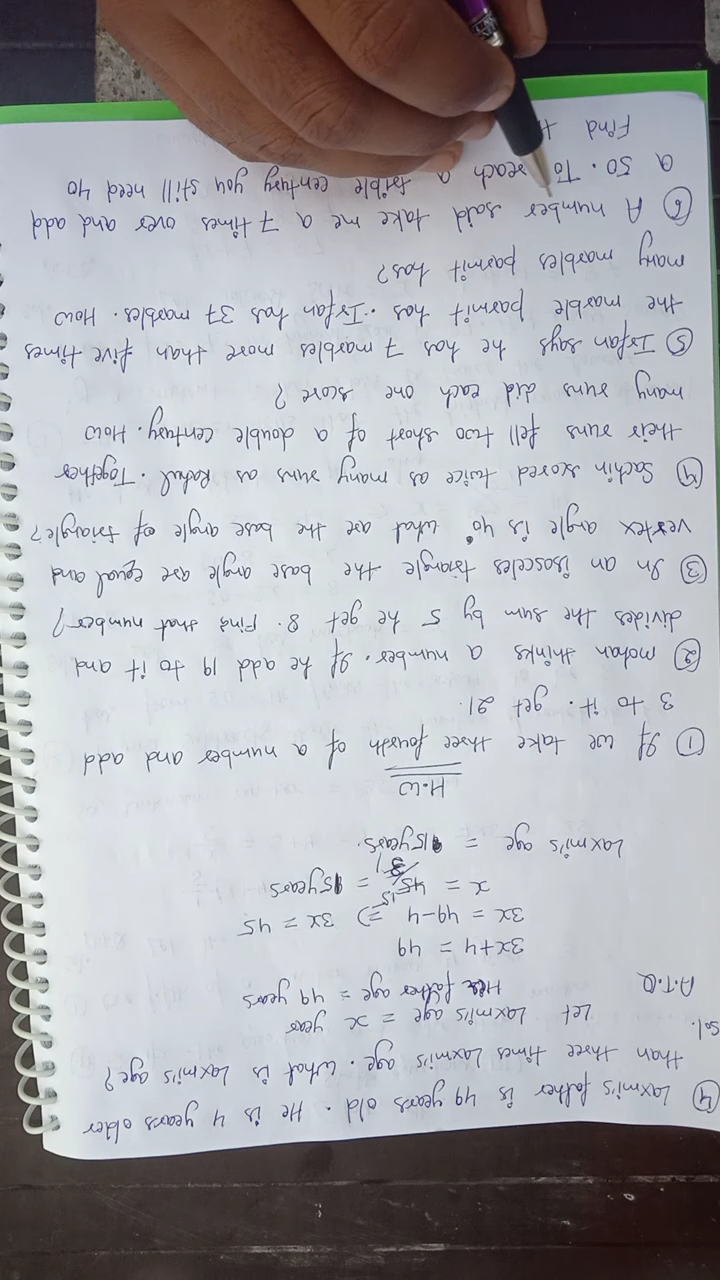 ④ Laxmi's father is 49 years old. He is 4 years older
than three times Laxmi's age. What is Laxmi's age?
Sol. Let Laxmi's age = x year
A.T.Q father age = 49 years
3x+4 = 49
3x = 49-4 ⇒ 3x = 45
x = 45/3 = 15years
Laxmi's age = 15years.
H.W
① If we take three fourth of a number and add
3 to it. get 21.
② mohan thinks a number. If he add 19 to it and
divides the sum by 5 he get 8. Find that number?
③ In an isosceles triangle the base angle are equal and
vertex angle is 40° what are the base angle of triangle?
④ Sachin scored twice as many runs as Rahul. Together
their runs fell two short of a double century. How
many runs did each one score?
⑤ Irfan says he has 7 marbles more than five times
the marble parmit has. Irfan has 37 marbles. How
many marbles parmit has?
⑥ A number said take me a 7 times over and add
a 50. To reach a trible century you still need 40
Find